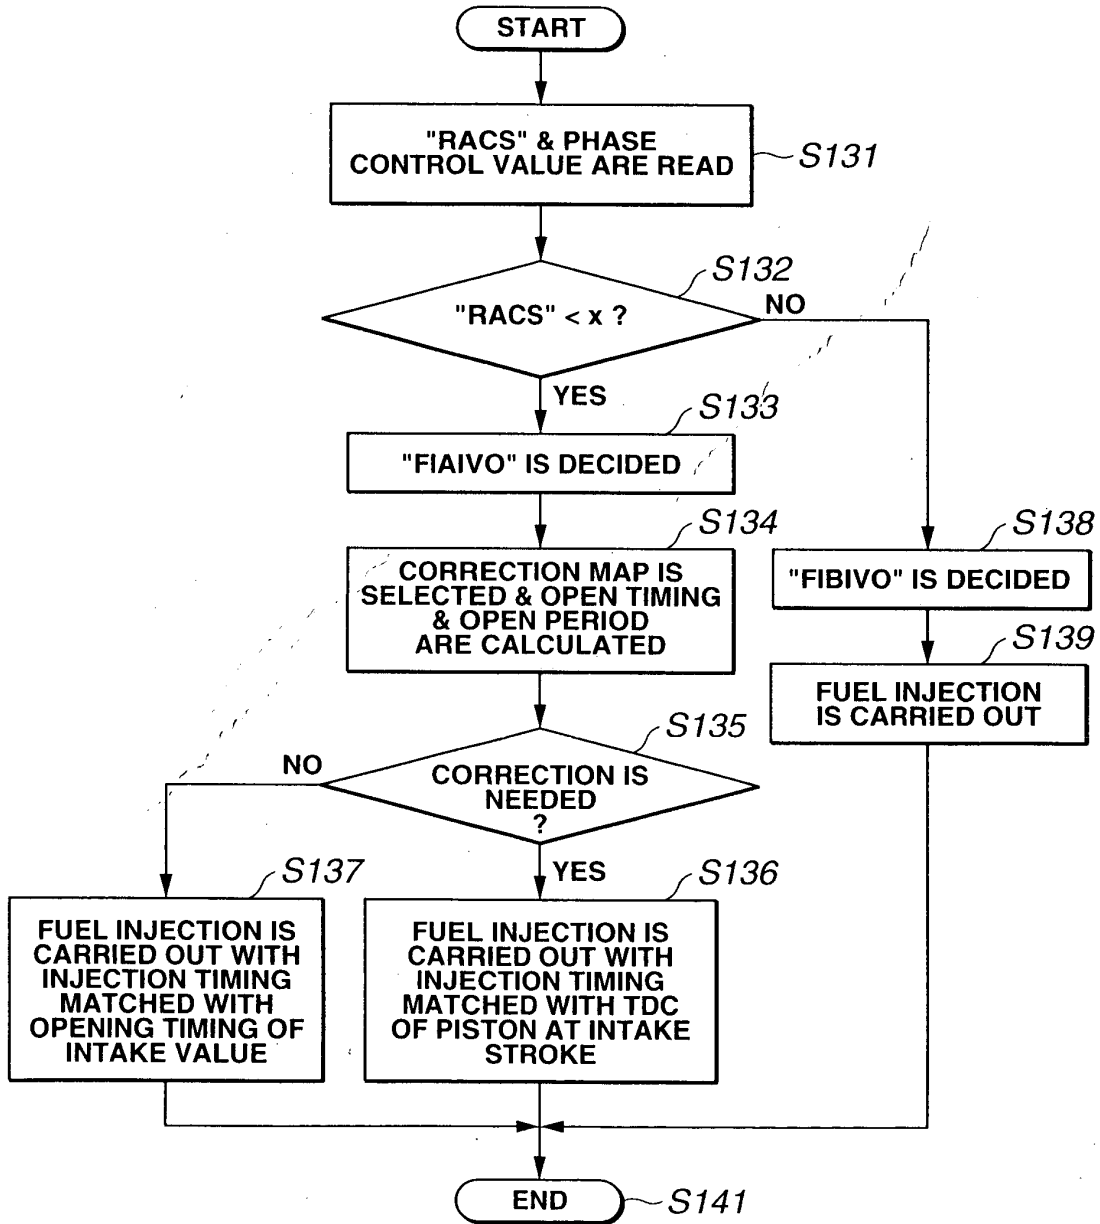 START
"RACS" & PHASE
CONTROL VALUE ARE READ
S131
"RACS" < x ?
S132
NO
YES
"FIAIVO" IS DECIDED
S133
CORRECTION MAP IS
SELECTED & OPEN TIMING
& OPEN PERIOD
ARE CALCULATED
S134
"FIBIVO" IS DECIDED
S138
FUEL INJECTION
IS CARRIED OUT
S139
CORRECTION IS
NEEDED
?
S135
NO
YES
FUEL INJECTION IS
CARRIED OUT WITH
INJECTION TIMING
MATCHED WITH
OPENING TIMING OF
INTAKE VALUE
S137
FUEL INJECTION IS
CARRIED OUT WITH
INJECTION TIMING
MATCHED WITH TDC
OF PISTON AT INTAKE
STROKE
S136
END
S141